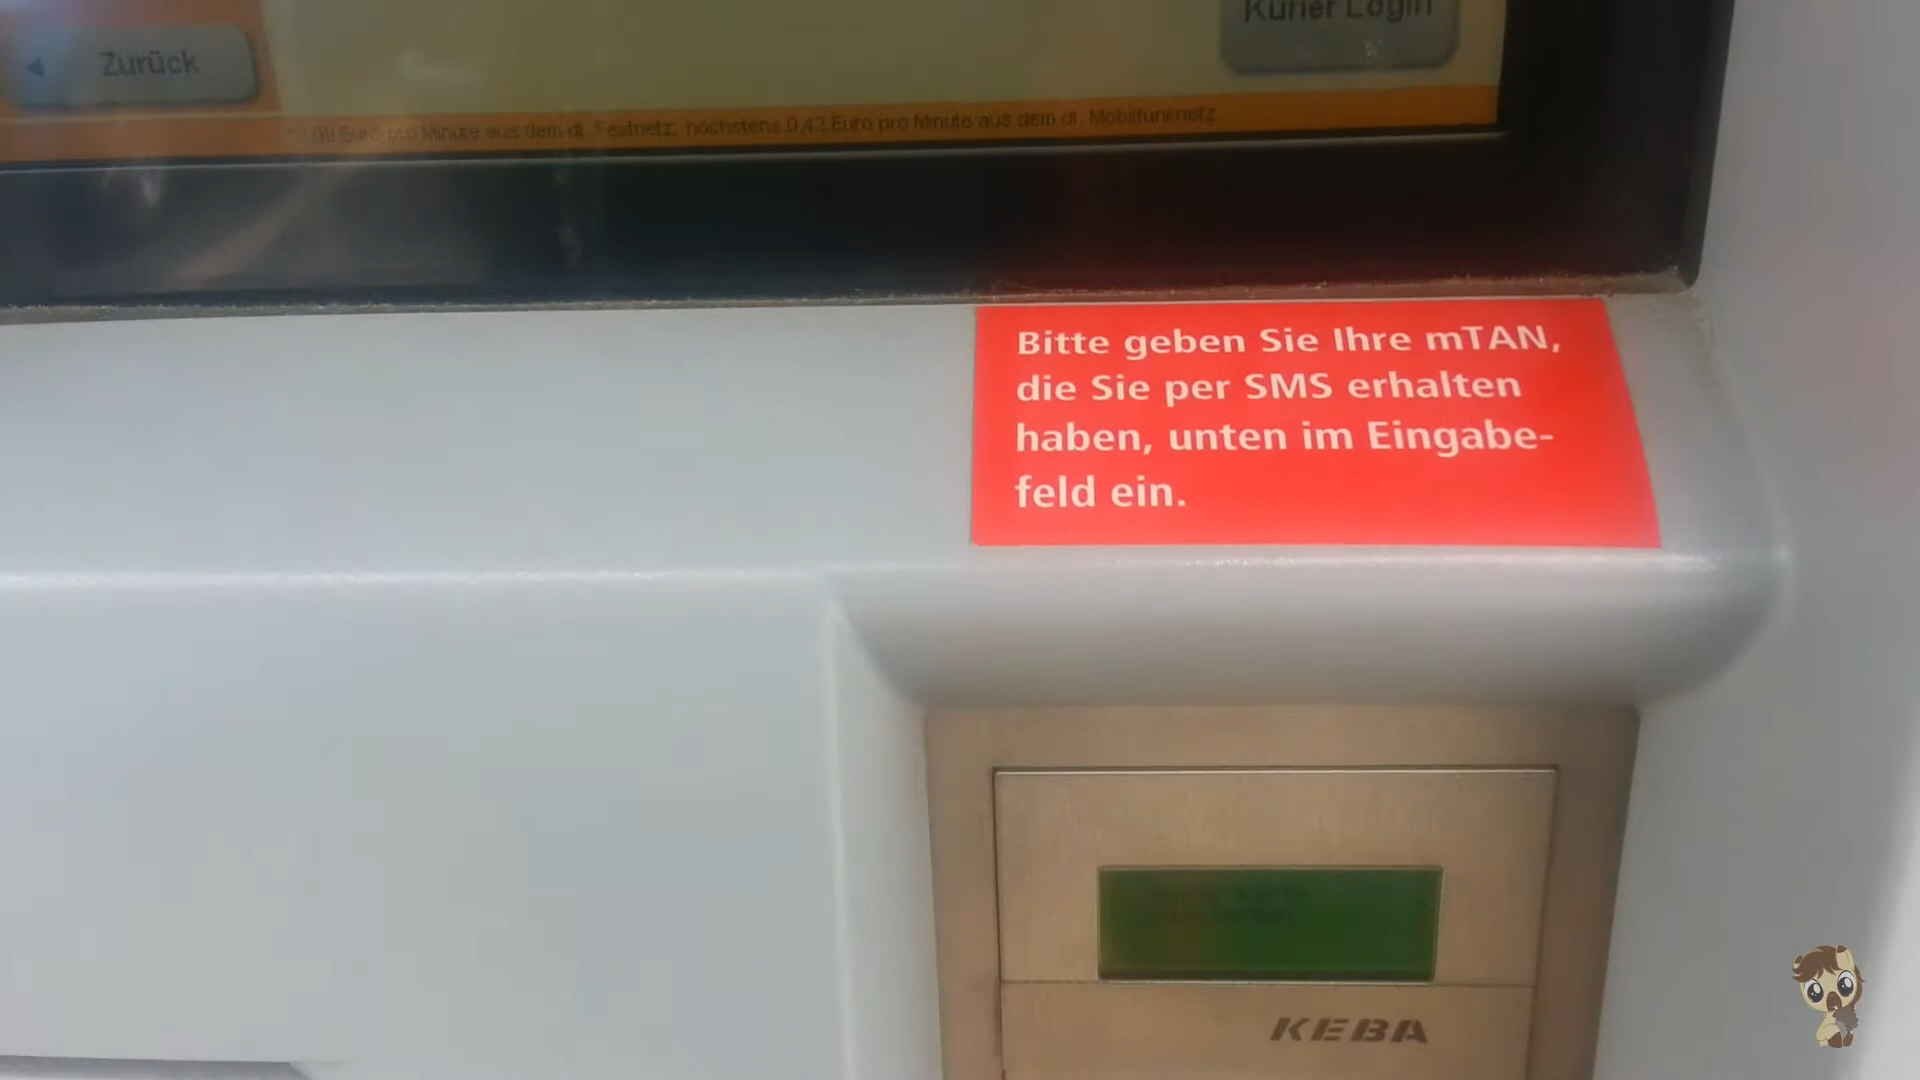 Kurier Login
Zurück
Euro pro Minute aus dem dt. Festnetz; höchstens 0,42 Euro pro Minute aus dem dt. Mobilfunknetz
Bitte geben Sie Ihre mTAN,
die Sie per SMS erhalten
haben, unten im Eingabe-
feld ein.
KEBA